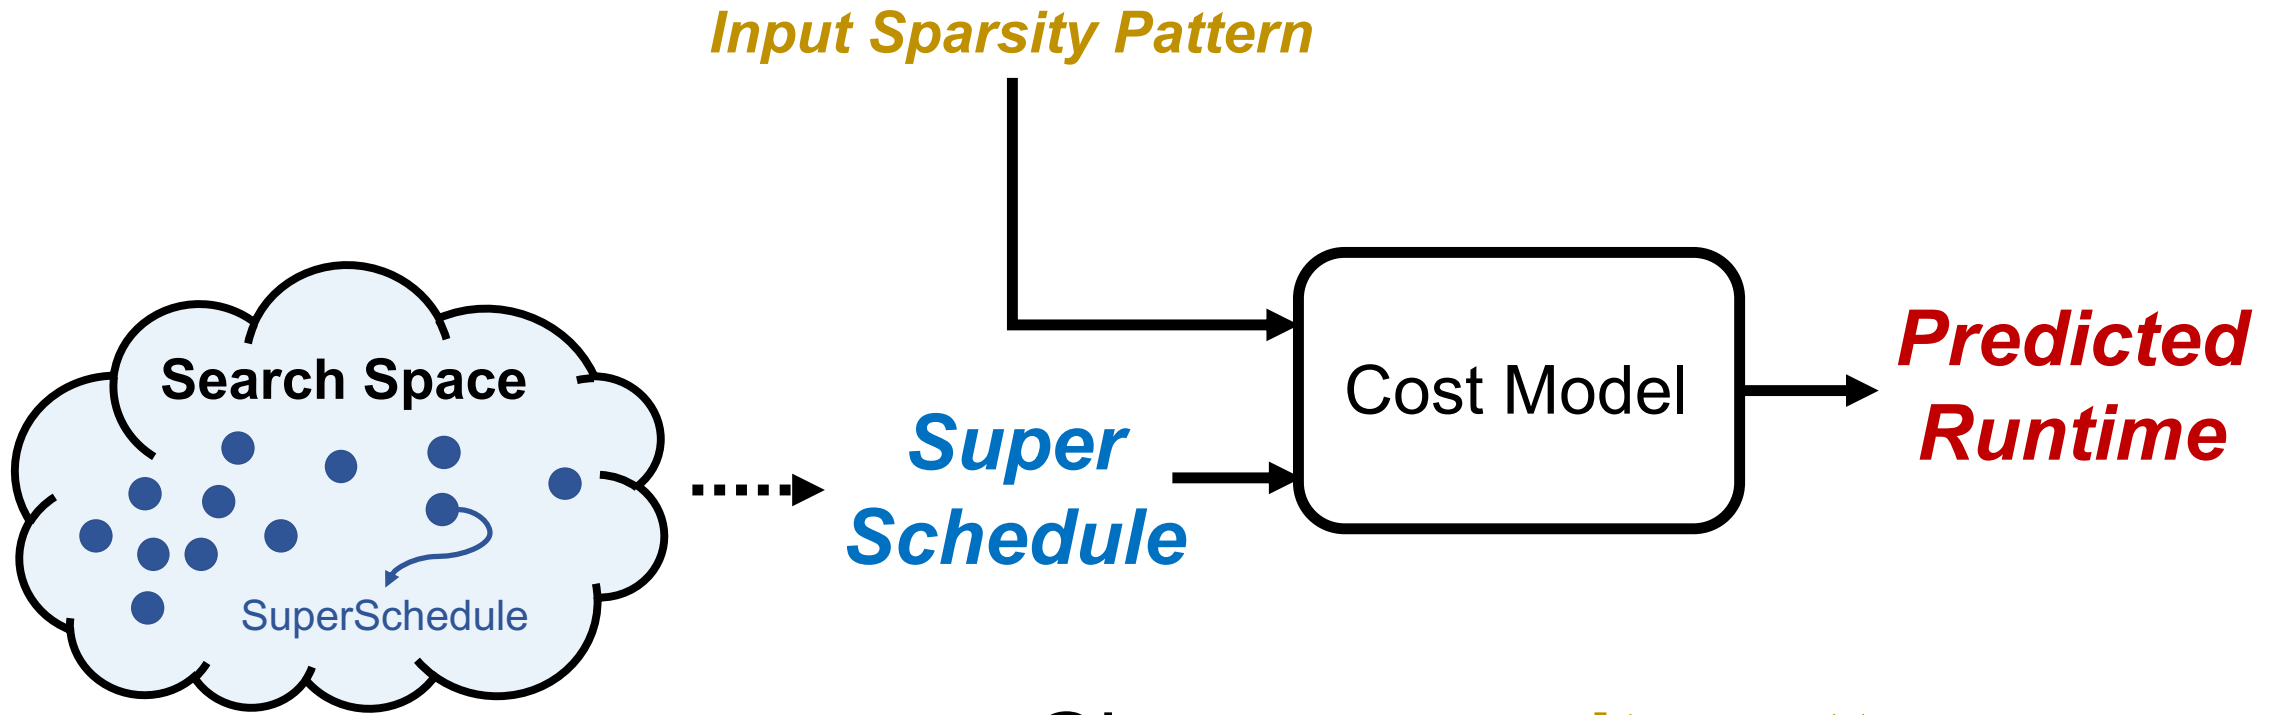 Input Sparsity Pattern
Search Space
SuperSchedule
Super
Schedule
Cost Model
Predicted
Runtime